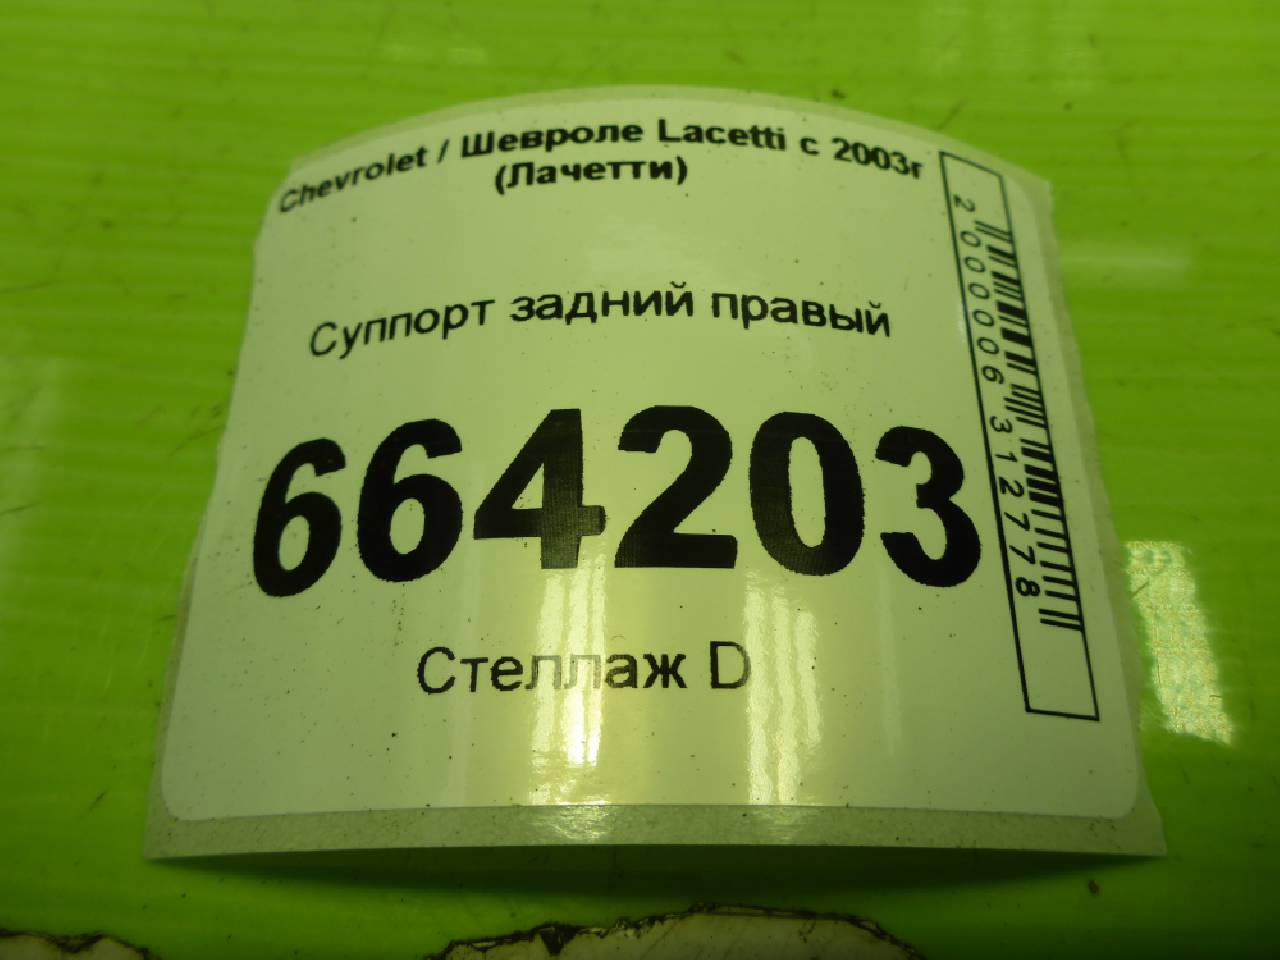 Chevrolet / Шевроле Lacetti с 2003г
(Лачетти)
Суппорт задний правый
664203
Стеллаж D
2000006312778